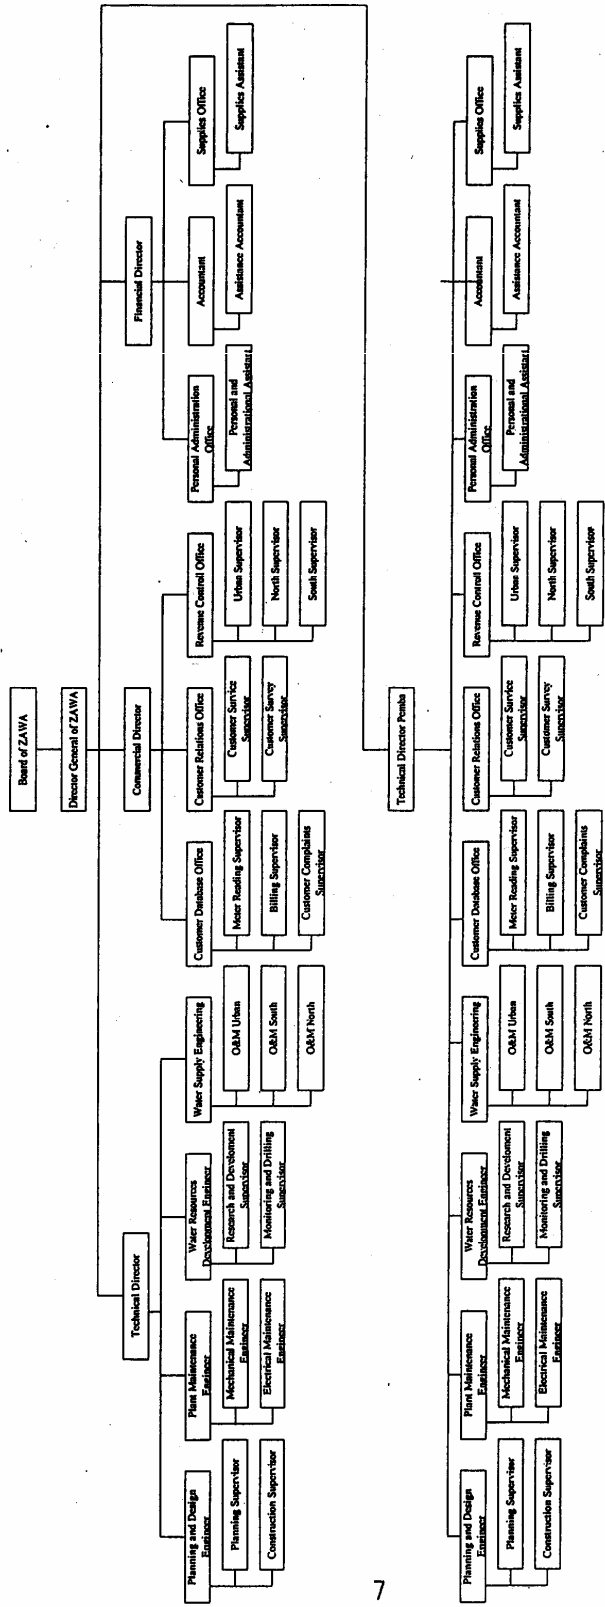 Board of ZAWA
Director General of ZAWA
Technical Director
Commercial Director
Financial Director
Planning and Design
Engineer
Planning Supervisor
Construction Supervisor
Plant Maintenance
Engineer
Mechanical Maintenance
Engineer
Electrical Maintenance
Engineer
Water Resources
Development Engineer
Research and Develoment
Supervisor
Monitoring and Drilling
Supervisor
Water Supply Engineering
O&M Urban
O&M South
O&M North
Customer Database Office
Meter Reading Supervisor
Billing Supervisor
Customer Complaints
Supervisor
Customer Relations Office
Customer Service
Supervisor
Customer Survey
Supervisor
Revenue Controll Office
Urban Supervisor
North Supervisor
South Supervisor
Personal Administration
Office
Personal and
Administrational Assistant
Accountant
Assistance Accountant
Supplies Office
Supplies Assistant
Technical Director Pemba
Planning and Design
Engineer
Planning Supervisor
Construction Supervisor
Plant Maintenance
Engineer
Mechanical Maintenance
Engineer
Electrical Maintenance
Engineer
Water Resources
Development Engineer
Research and Develoment
Supervisor
Monitoring and Drilling
Supervisor
Water Supply Engineering
O&M Urban
O&M South
O&M North
Customer Database Office
Meter Reading Supervisor
Billing Supervisor
Customer Complaints
Supervisor
Customer Relations Office
Customer Service
Supervisor
Customer Survey
Supervisor
Revenue Controll Office
Urban Supervisor
North Supervisor
South Supervisor
Personal Administration
Office
Personal and
Administrational Assistant
Accountant
Assistance Accountant
Supplies Office
Supplies Assistant
7